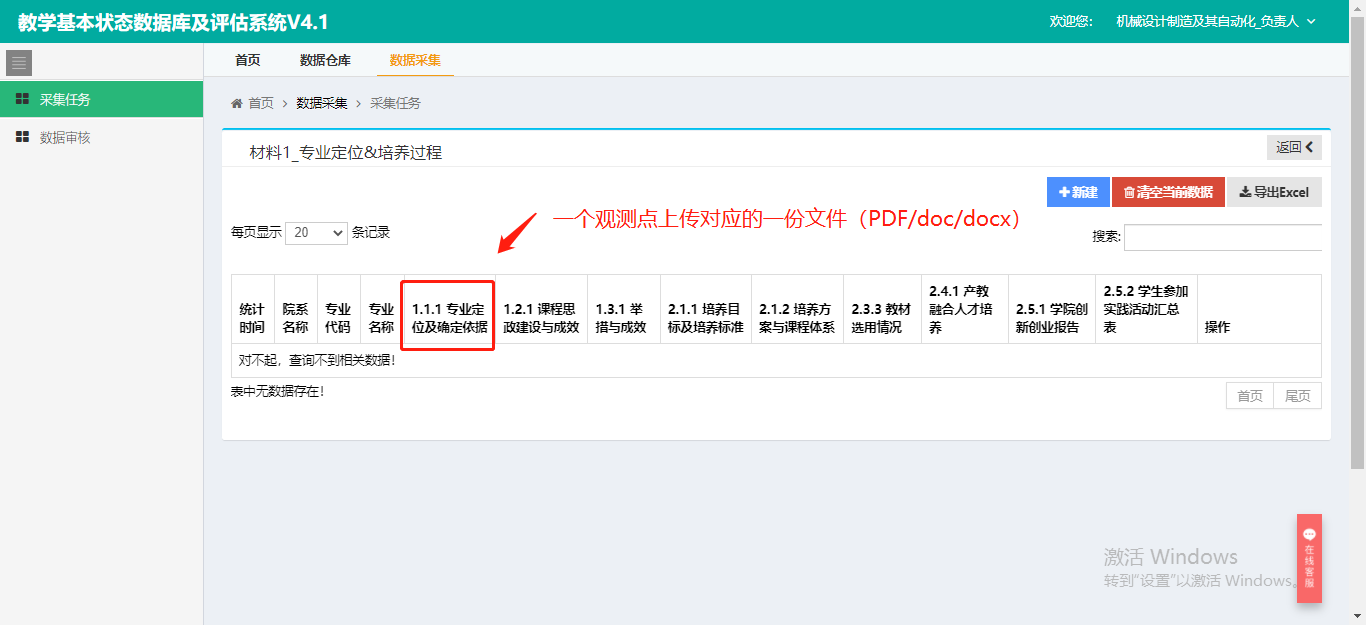 教学基本状态数据库及评估系统V4.1
欢迎您: 机械设计制造及其自动化_负责人
首页 数据仓库 数据采集
采集任务
数据审核
首页 > 数据采集 > 采集任务
材料1_专业定位&培养过程
返回
新建 清空当前数据 导出Excel
一个观测点上传对应的一份文件（PDF/doc/docx）
每页显示 20 条记录
搜索:
统计时间 院系名称 专业代码 专业名称 1.1.1 专业定位及确定依据 1.2.1 课程思政建设与成效 1.3.1 举措与成效 2.1.1 培养目标及培养标准 2.1.2 培养方案与课程体系 2.3.3 教材选用情况 2.4.1 产教融合人才培养 2.5.1 学院创新创业报告 2.5.2 学生参加实践活动汇总表 操作
对不起，查询不到相关数据！
表中无数据存在！
首页 尾页
激活 Windows
转到"设置"以激活 Windows。
在线客服